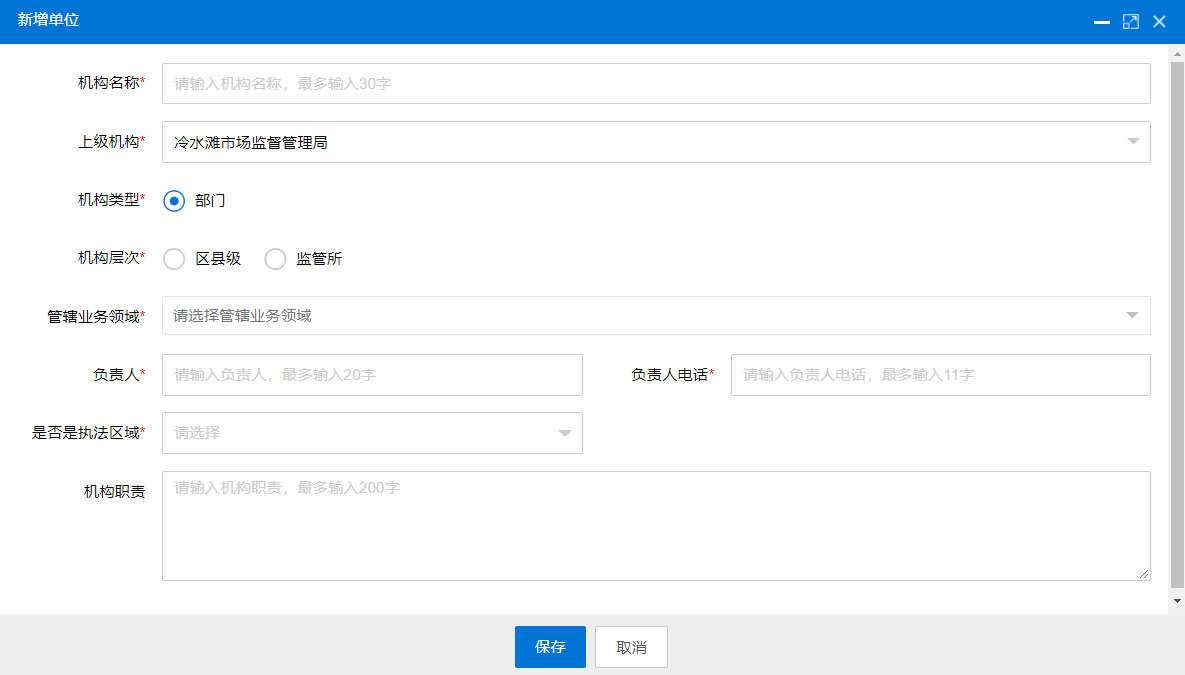 新增单位
机构名称* 请输入机构名称，最多输入30字
上级机构* 冷水滩市场监督管理局
机构类型* 部门
机构层次* 区县级 监管所
管辖业务领域* 请选择管辖业务领域
负责人* 请输入负责人，最多输入20字 负责人电话* 请输入负责人电话，最多输入11字
是否是执法区域* 请选择
机构职责 请输入机构职责，最多输入200字
保存 取消